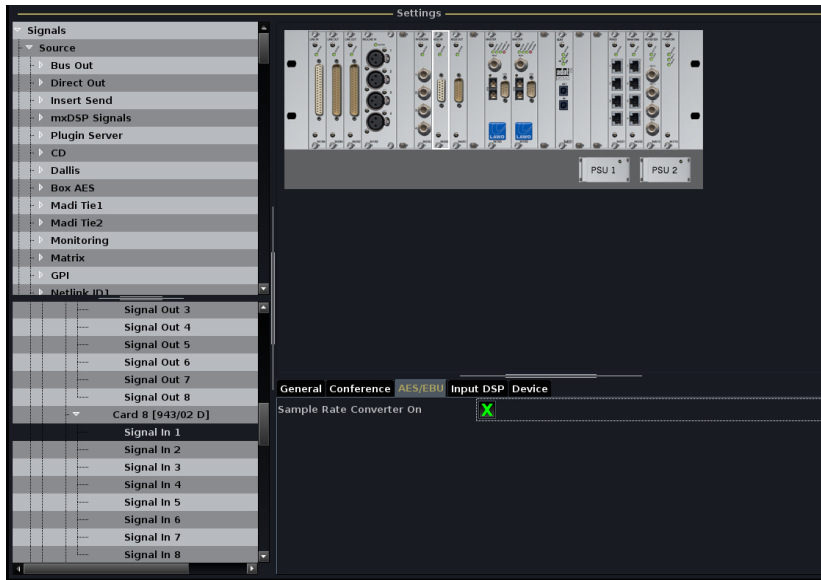 Settings
Signals
Source
Bus Out
Direct Out
Insert Send
mxDSP Signals
Plugin Server
CD
Dallis
Box AES
Madi Tie1
Madi Tie2
Monitoring
Matrix
GPI
Netlink ID1
Signal Out 3
Signal Out 4
Signal Out 5
Signal Out 6
Signal Out 7
Signal Out 8
Card 8 [943/02 D]
Signal In 1
Signal In 2
Signal In 3
Signal In 4
Signal In 5
Signal In 6
Signal In 7
Signal In 8
LAWO LAWO
PSU 1 PSU 2
General Conference AES/EBU Input DSP Device
Sample Rate Converter On X